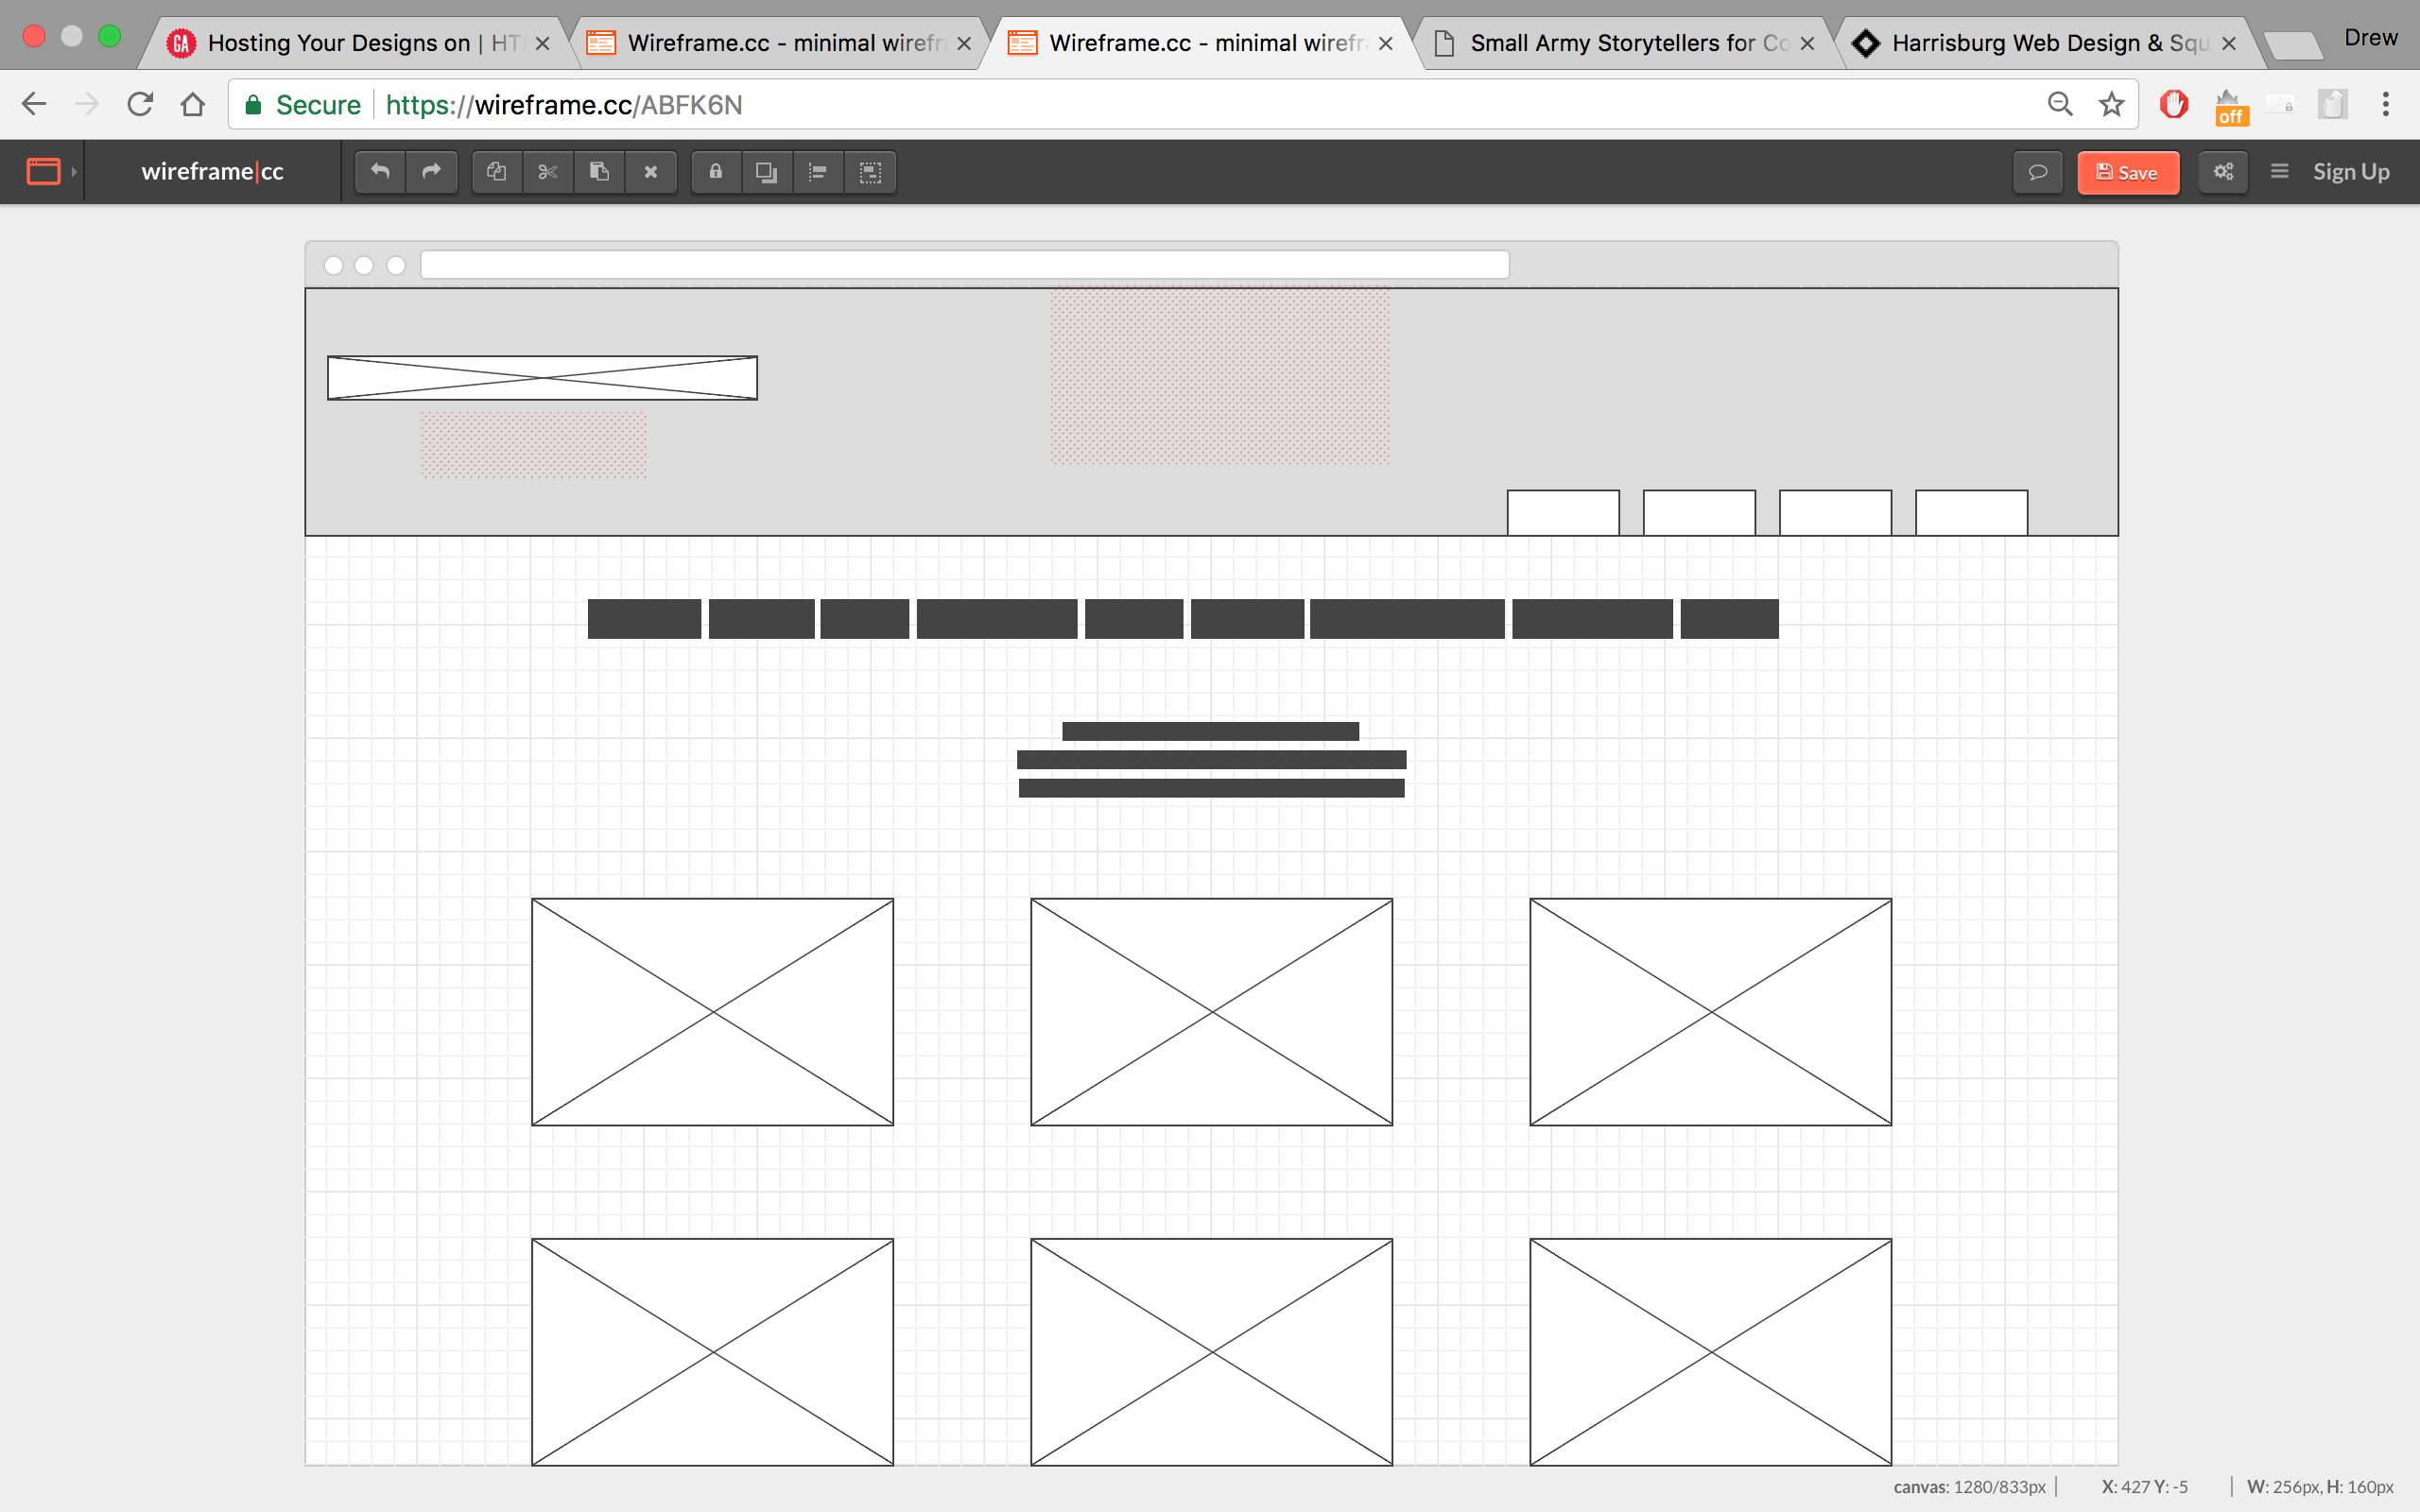 GA Hosting Your Designs on | HT
Wireframe.cc - minimal wirefr
Wireframe.cc - minimal wirefr
Small Army Storytellers for Co
Harrisburg Web Design & Squ
Drew
Secure https://wireframe.cc/ABFK6N
off
wireframe|cc
Save
Sign Up
canvas: 1280/833px
X: 427 Y: -5
W: 256px, H: 160px